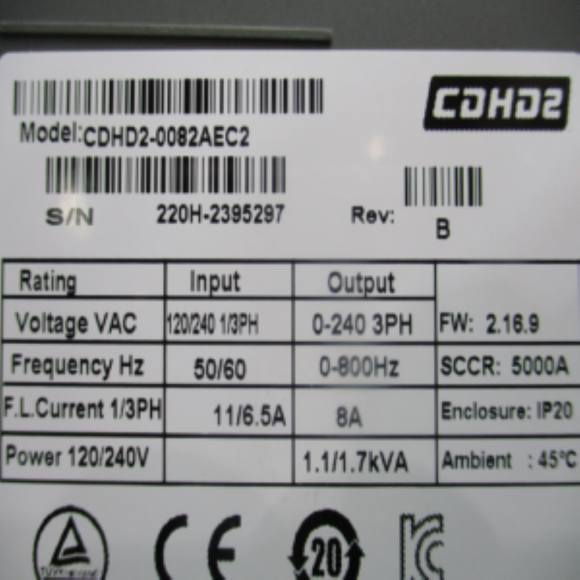 CDHD2
Model:CDHD2-0082AEC2
S/N 220H-2395297 Rev: B
Rating Input Output
Voltage VAC 120/240 1/3PH 0-240 3PH FW: 2.16.9
Frequency Hz 50/60 0-800Hz SCCR: 5000A
F.L.Current 1/3PH 11/6.5A 8A Enclosure: IP20
Power 120/240V 1.1/1.7kVA Ambient : 45°C
CE 20